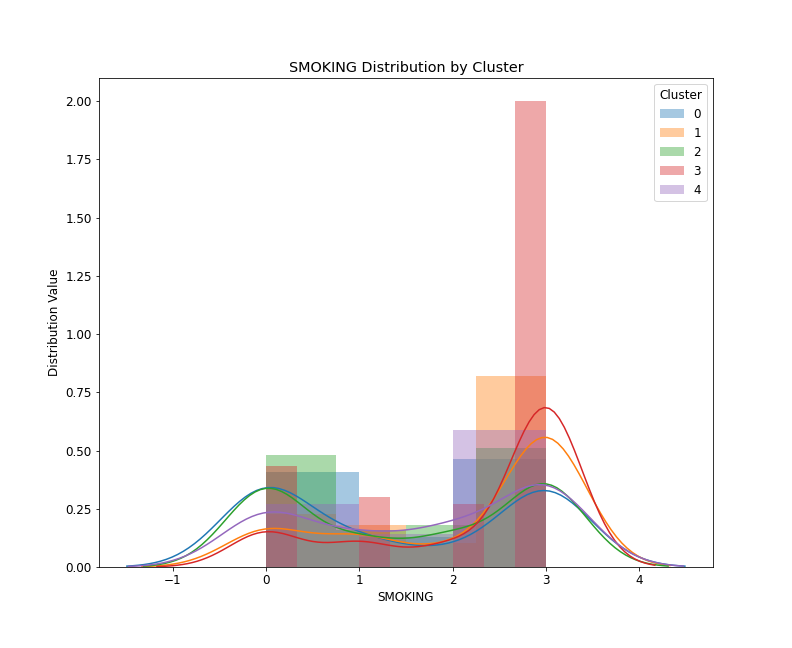 SMOKING Distribution by Cluster
2.00
1.75
1.50
1.25
1.00
0.75
0.50
0.25
0.00
Distribution Value
−1 0 1 2 3 4
SMOKING
Cluster
0
1
2
3
4